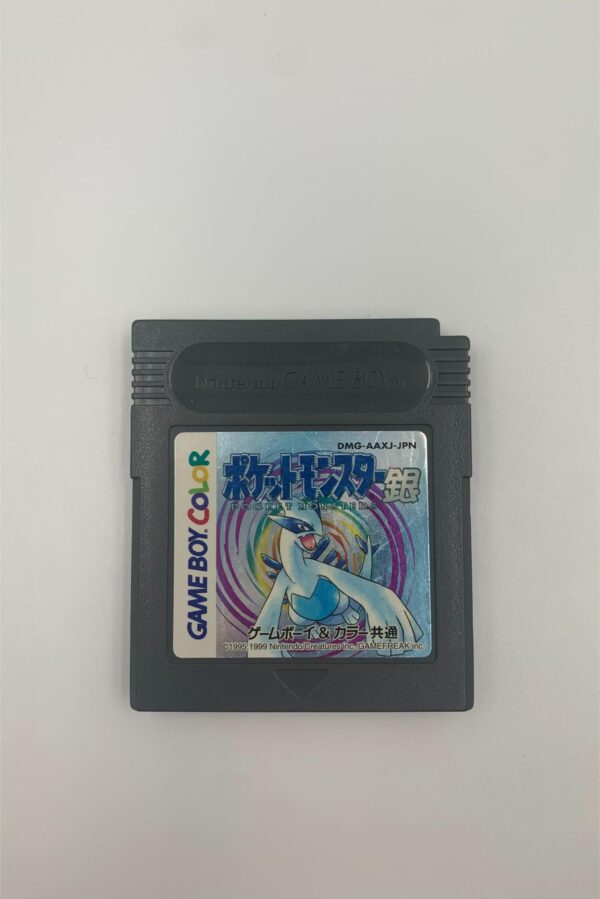 Nintendo GAME BOY™
DMG-AAXJ-JPN
ポケットモンスター銀
POCKET MONSTERS
GAME BOY COLOR
ゲームボーイ&カラー共通
©1995,1999 Nintendo Creatures inc. GAMEFREAK inc.